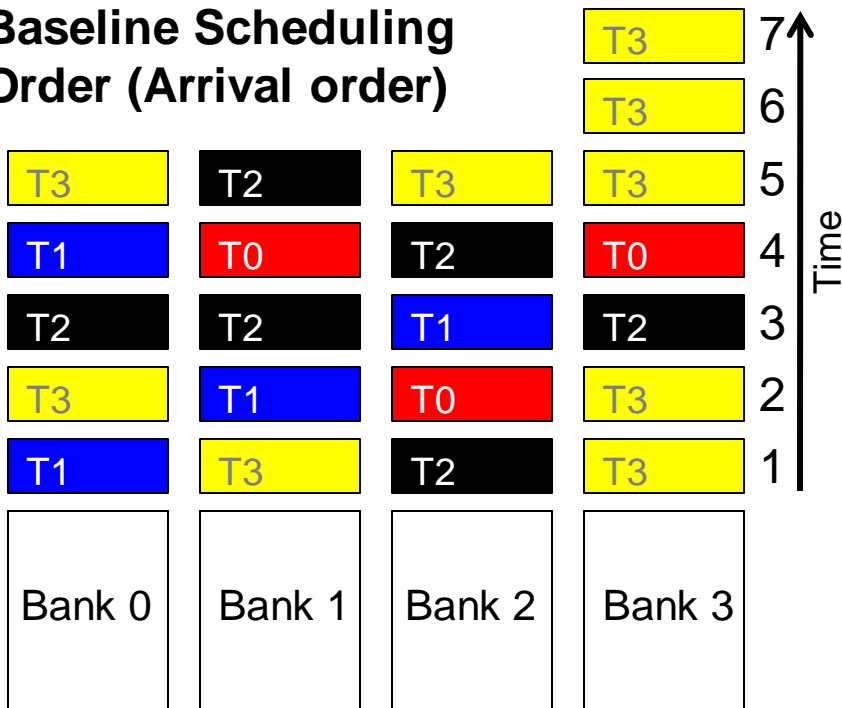 Baseline Scheduling
T3 7
Order (Arrival order)
T3 6
T3 T2 T3 T3 5
T1 T0 T2 T0 4
Time
T2 T2 T1 T2 3
T3 T1 T0 T3 2
T1 T3 T2 T3 1
Bank 0 Bank 1 Bank 2 Bank 3